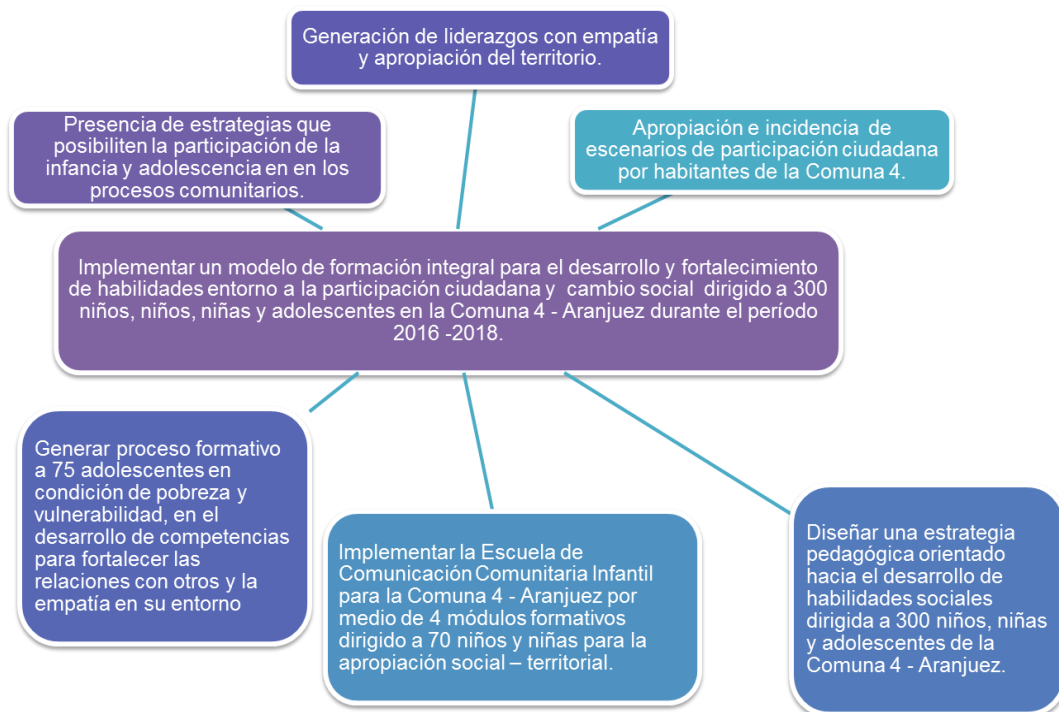 Generación de liderazgos con empatía
y apropiación del territorio.
Presencia de estrategias que
posibiliten la participación de la
infancia y adolescencia en en los
procesos comunitarios.
Apropiación e incidencia de
escenarios de participación ciudadana
por habitantes de la Comuna 4.
Implementar un modelo de formación integral para el desarrollo y fortalecimiento
de habilidades entorno a la participación ciudadana y cambio social dirigido a 300
niños, niños, niñas y adolescentes en la Comuna 4 - Aranjuez durante el período
2016 -2018.
Generar proceso formativo
a 75 adolescentes en
condición de pobreza y
vulnerabilidad, en el
desarrollo de competencias
para fortalecer las
relaciones con otros y la
empatía en su entorno
Implementar la Escuela de
Comunicación Comunitaria Infantil
para la Comuna 4 - Aranjuez por
medio de 4 módulos formativos
dirigido a 70 niños y niñas para la
apropiación social – territorial.
Diseñar una estrategia
pedagógica orientado
hacia el desarrollo de
habilidades sociales
dirigida a 300 niños, niñas
y adolescentes de la
Comuna 4 - Aranjuez.